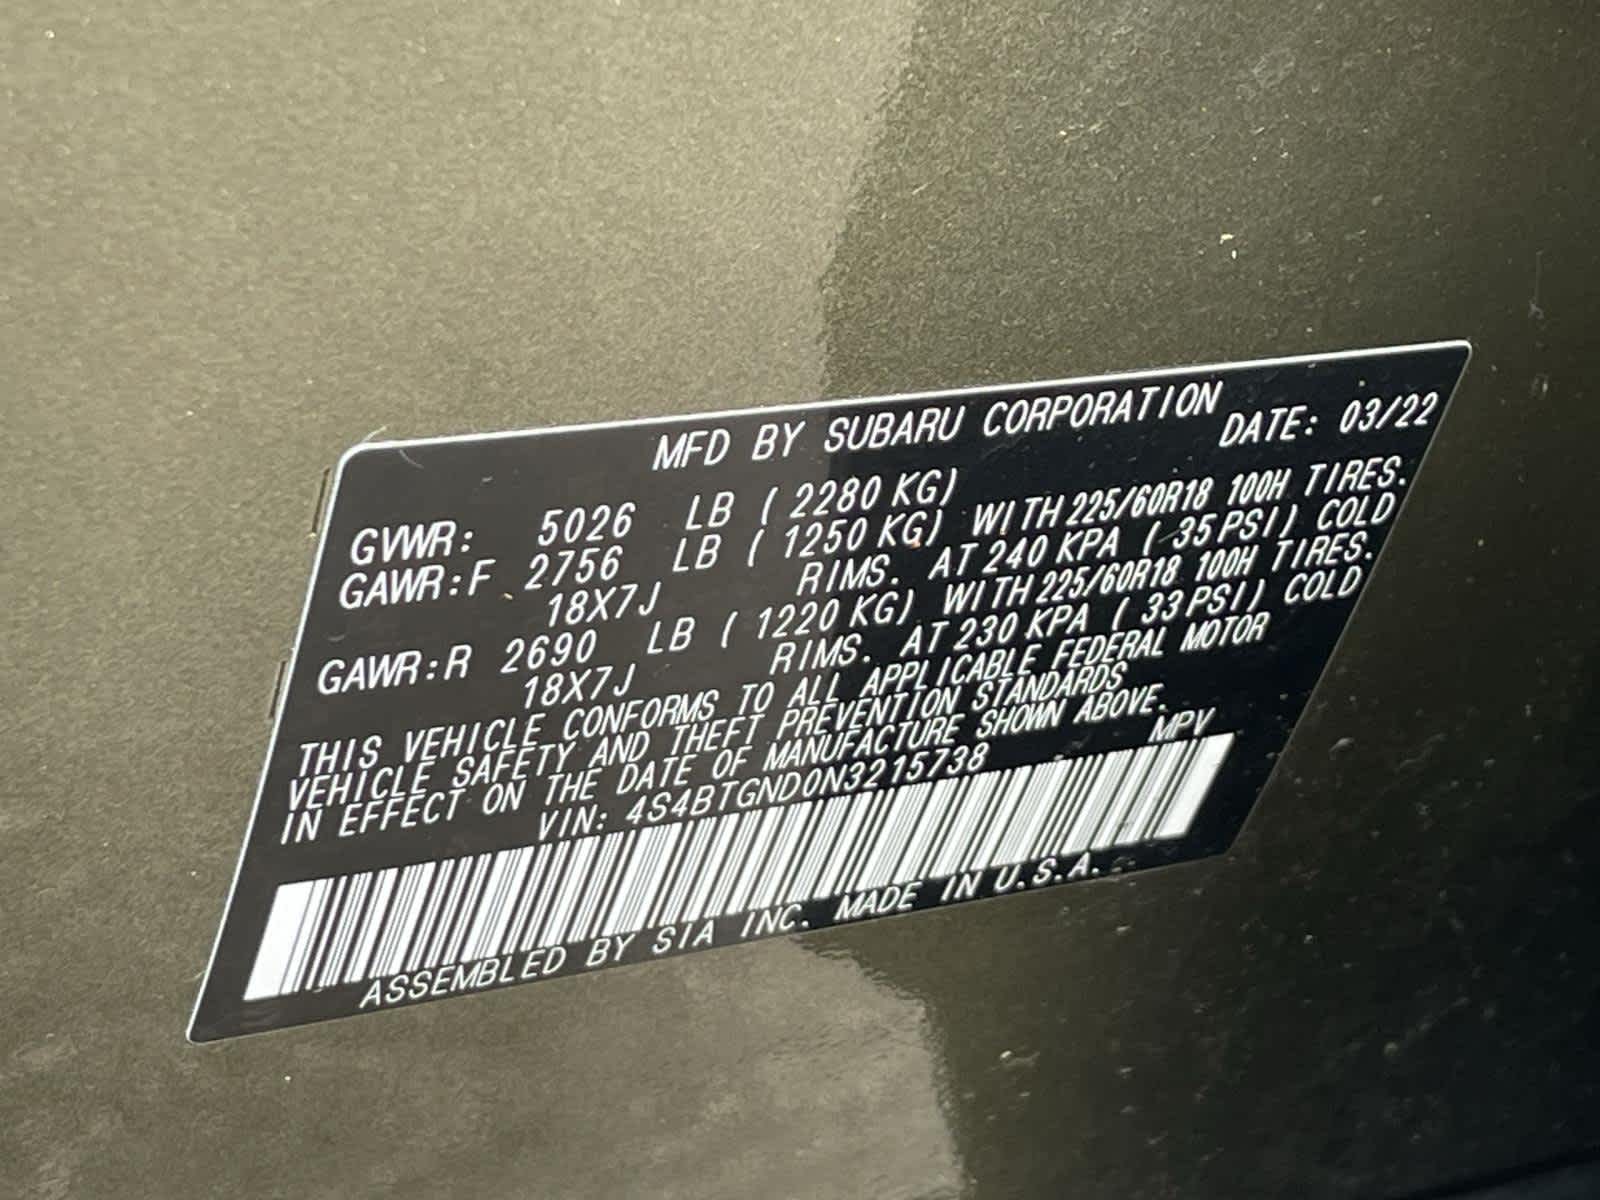 MFD BY SUBARU CORPORATION
DATE: 03/22
GVWR: 5026 LB ( 2280 KG)
GAWR:F 2756 LB ( 1250 KG) WITH 225/60R18 100H TIRES.
18X7J RIMS. AT 240 KPA ( 35 PSI) COLD
GAWR:R 2690 LB ( 1220 KG) WITH 225/60R18 100H TIRES.
18X7J RIMS. AT 230 KPA ( 33 PSI) COLD
THIS VEHICLE CONFORMS TO ALL APPLICABLE FEDERAL MOTOR
VEHICLE SAFETY AND THEFT PREVENTION STANDARDS
IN EFFECT ON THE DATE OF MANUFACTURE SHOWN ABOVE.
VIN: 4S4BTGND0N3215738 MPV
ASSEMBLED BY SIA INC. MADE IN U.S.A.